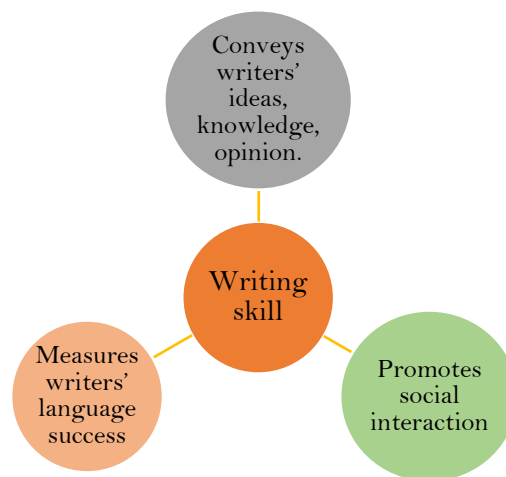 Conveys
writers’
ideas,
knowledge,
opinion.
Writing
skill
Measures
writers’
language
success
Promotes
social
interaction